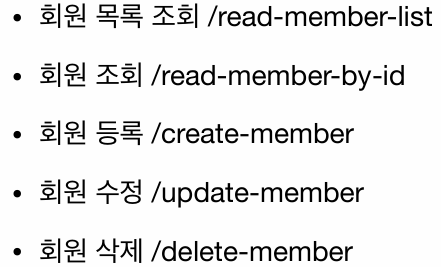 • 회원 목록 조회 /read-member-list
• 회원 조회 /read-member-by-id
• 회원 등록 /create-member
• 회원 수정 /update-member
• 회원 삭제 /delete-member